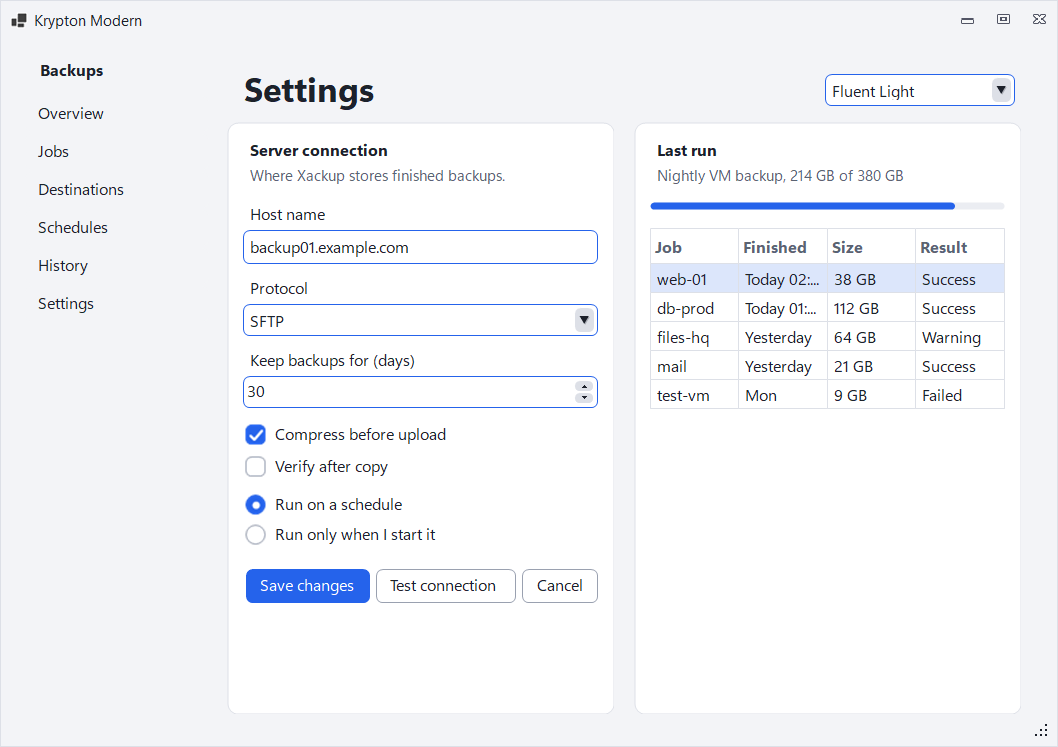 Krypton Modern
Backups
Overview
Jobs
Destinations
Schedules
History
Settings
Settings
Fluent Light
Server connection
Where Xackup stores finished backups.
Host name
backup01.example.com
Protocol
SFTP
Keep backups for (days)
30
Compress before upload
Verify after copy
Run on a schedule
Run only when I start it
Save changes Test connection Cancel
Last run
Nightly VM backup, 214 GB of 380 GB
Job Finished Size Result
web-01 Today 02:... 38 GB Success
db-prod Today 01:... 112 GB Success
files-hq Yesterday 64 GB Warning
mail Yesterday 21 GB Success
test-vm Mon 9 GB Failed